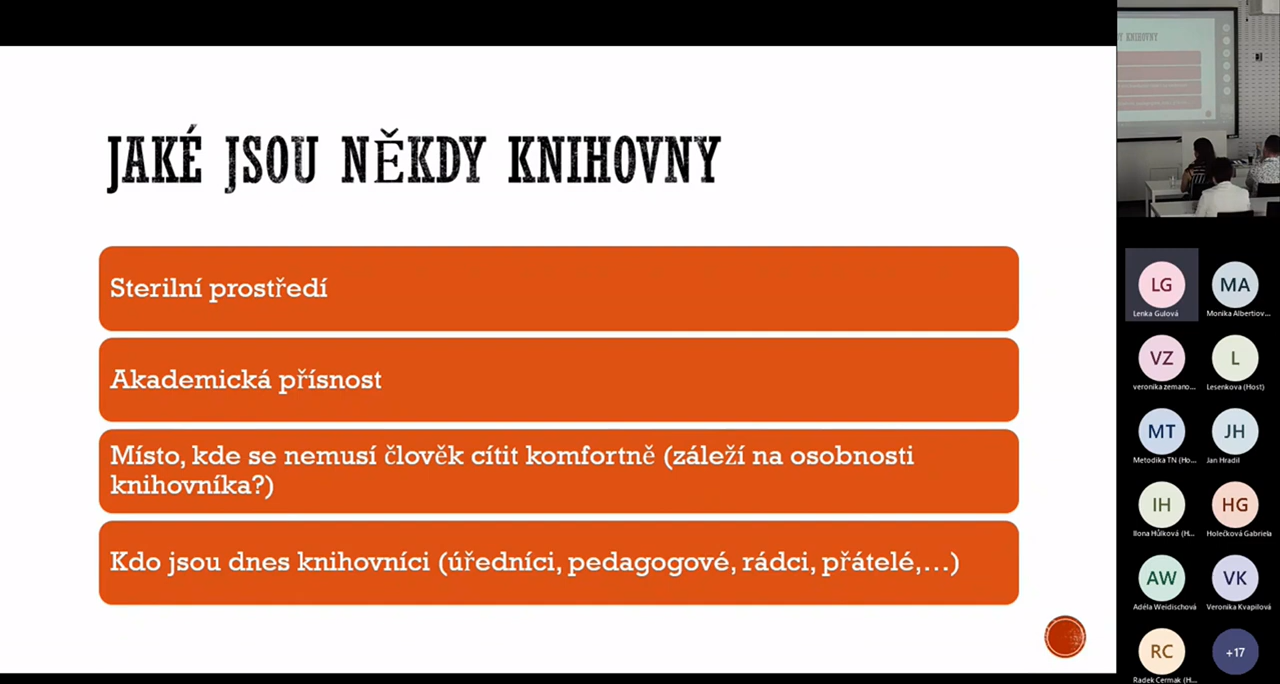 JAKÉ JSOU NĚKDY KNIHOVNY
Sterilní prostředí
Akademická přísnost
Místo, kde se nemusí člověk cítit komfortně (záleží na osobnosti
knihovníka?)
Kdo jsou dnes knihovníci (úředníci, pedagogové, rádci, přátelé,...)
KNIHOVNY
LG
Lenka Gulová
MA
Monika Albertiov...
VZ
veronika zemano...
L
Lesenkova (Host)
MT
Metodika TN (Ho...
JH
Jan Hradil
IH
Ilona Hůlková (H...
HG
Holečková Gabriela
AW
Adéla Weidischová
VK
Veronika Kvapilová
RC
Radek Cermak (H...
+17